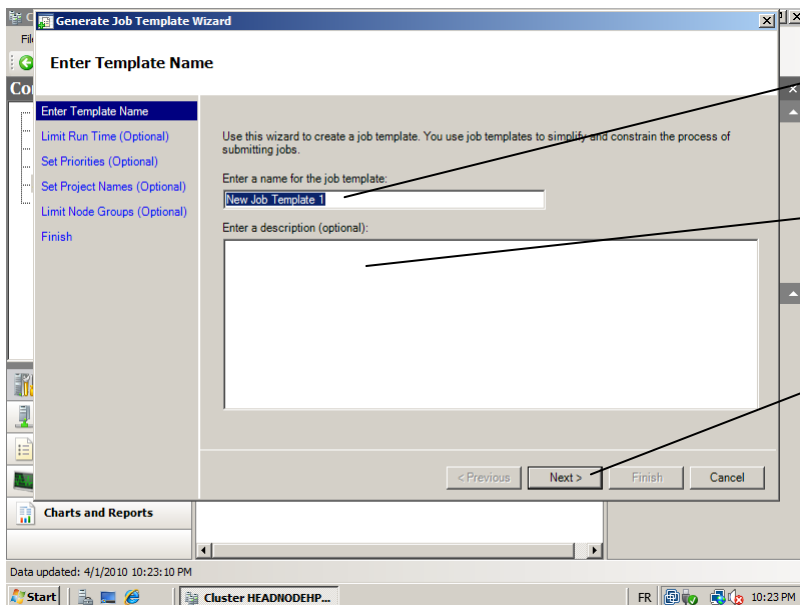 Generate Job Template Wizard
Fil
Enter Template Name
Co
Enter Template Name
Limit Run Time (Optional)
Set Priorities (Optional)
Set Project Names (Optional)
Limit Node Groups (Optional)
Finish
Use this wizard to create a job template. You use job templates to simplify and constrain the process of
submitting jobs.
Enter a name for the job template:
New Job Template 1
Enter a description (optional):
< Previous
Next >
Finish
Cancel
Charts and Reports
Data updated: 4/1/2010 10:23:10 PM
Start
Cluster HEADNODEHP...
FR
10:23 PM